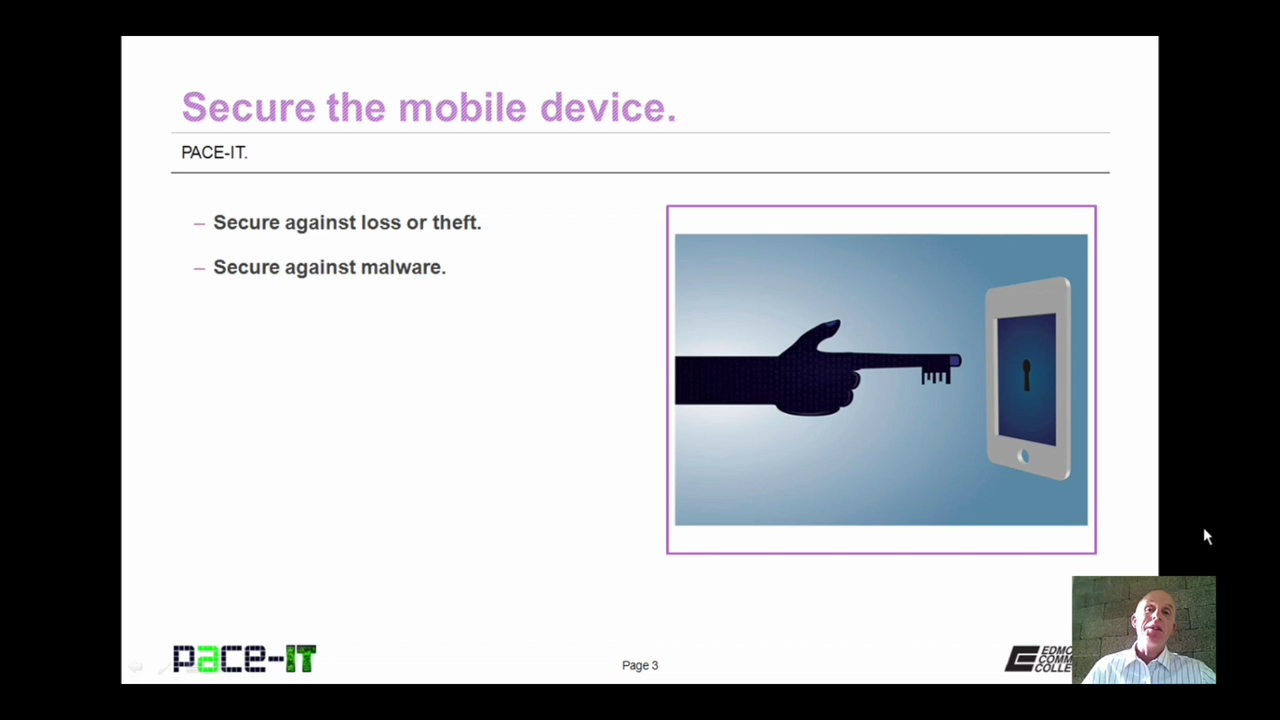 Secure the mobile device.
PACE-IT.
– Secure against loss or theft.
– Secure against malware.
pace-IT
Page 3